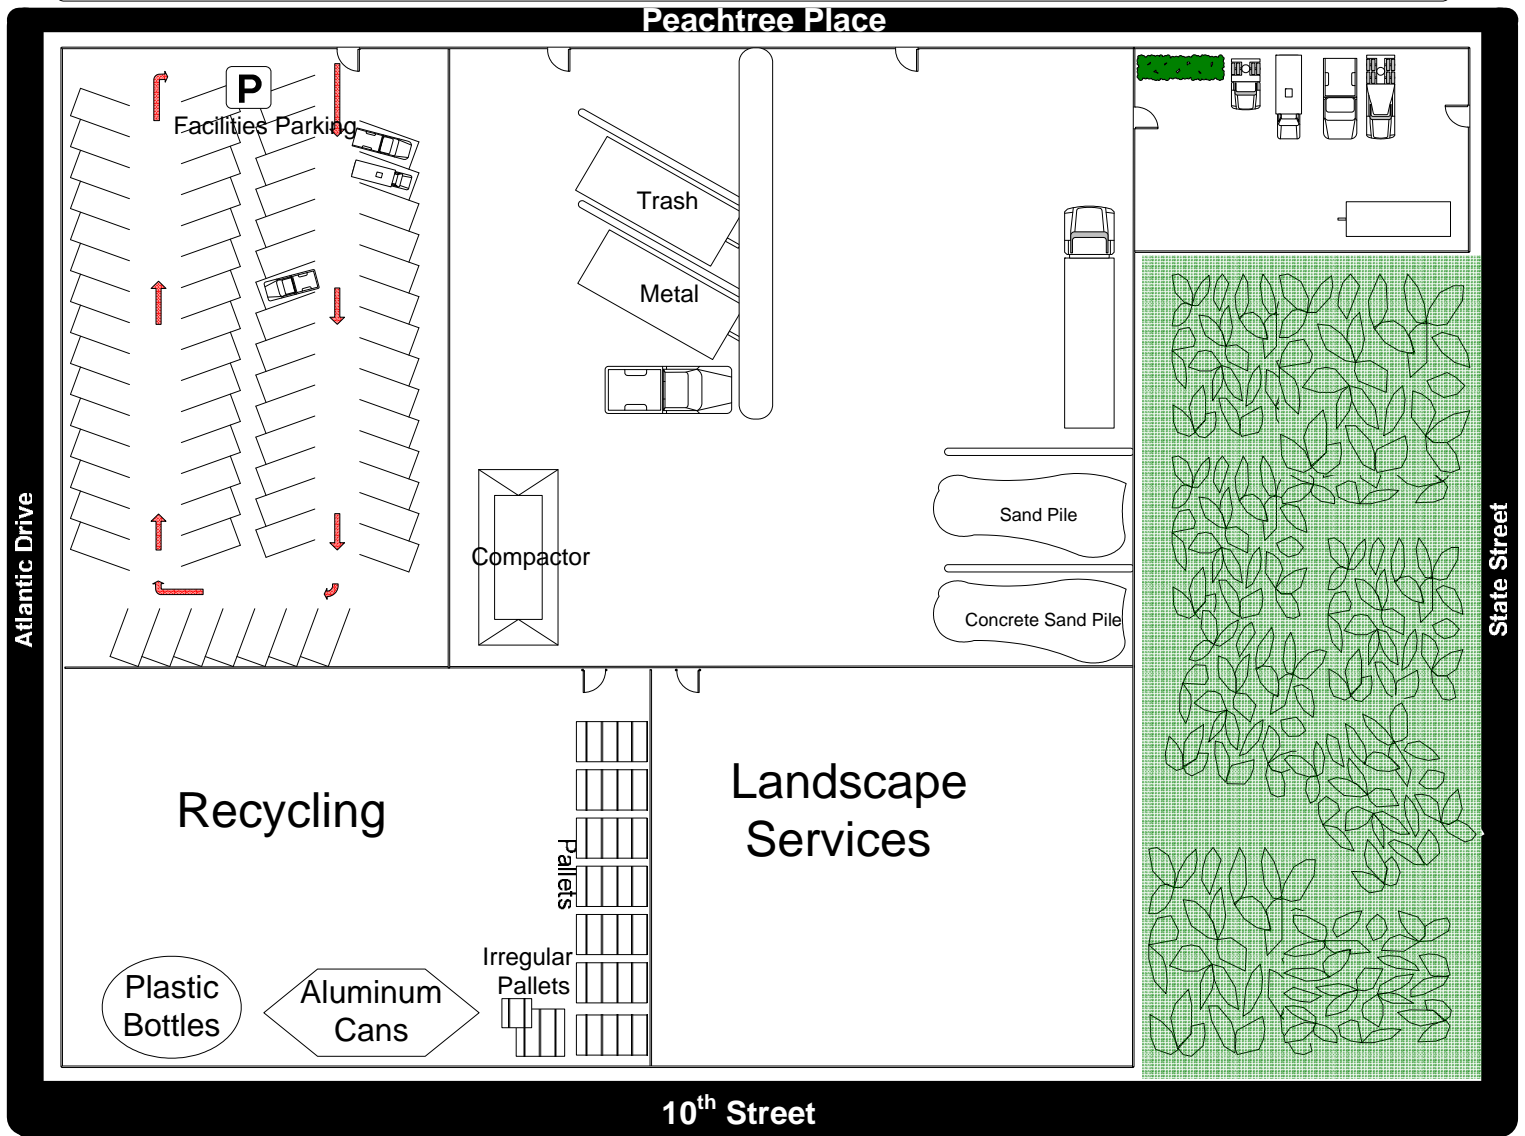 Peachtree Place
P
Facilities Parking
Trash
Metal
Compactor
Sand Pile
Concrete Sand Pile
Atlantic Drive
State Street
Recycling
Landscape
Services
Pallets
Irregular
Pallets
Plastic
Bottles
Aluminum
Cans
10th Street